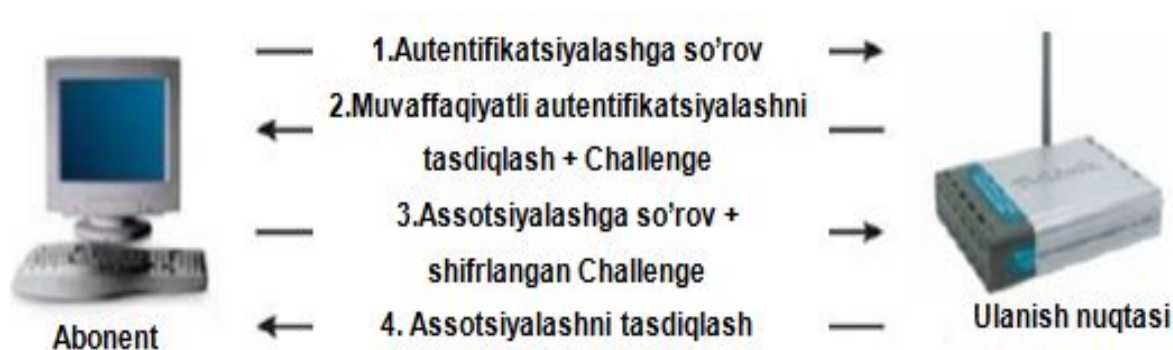 1.Autentifikatsiyalashga so'rov
2.Muvaffaqiyatli autentifikatsiyalashni
tasdiqlash + Challenge
3.Assotsiyalashga so'rov +
shifrlangan Challenge
4. Assotsiyalashni tasdiqlash
Abonent
Ulanish nuqtasi